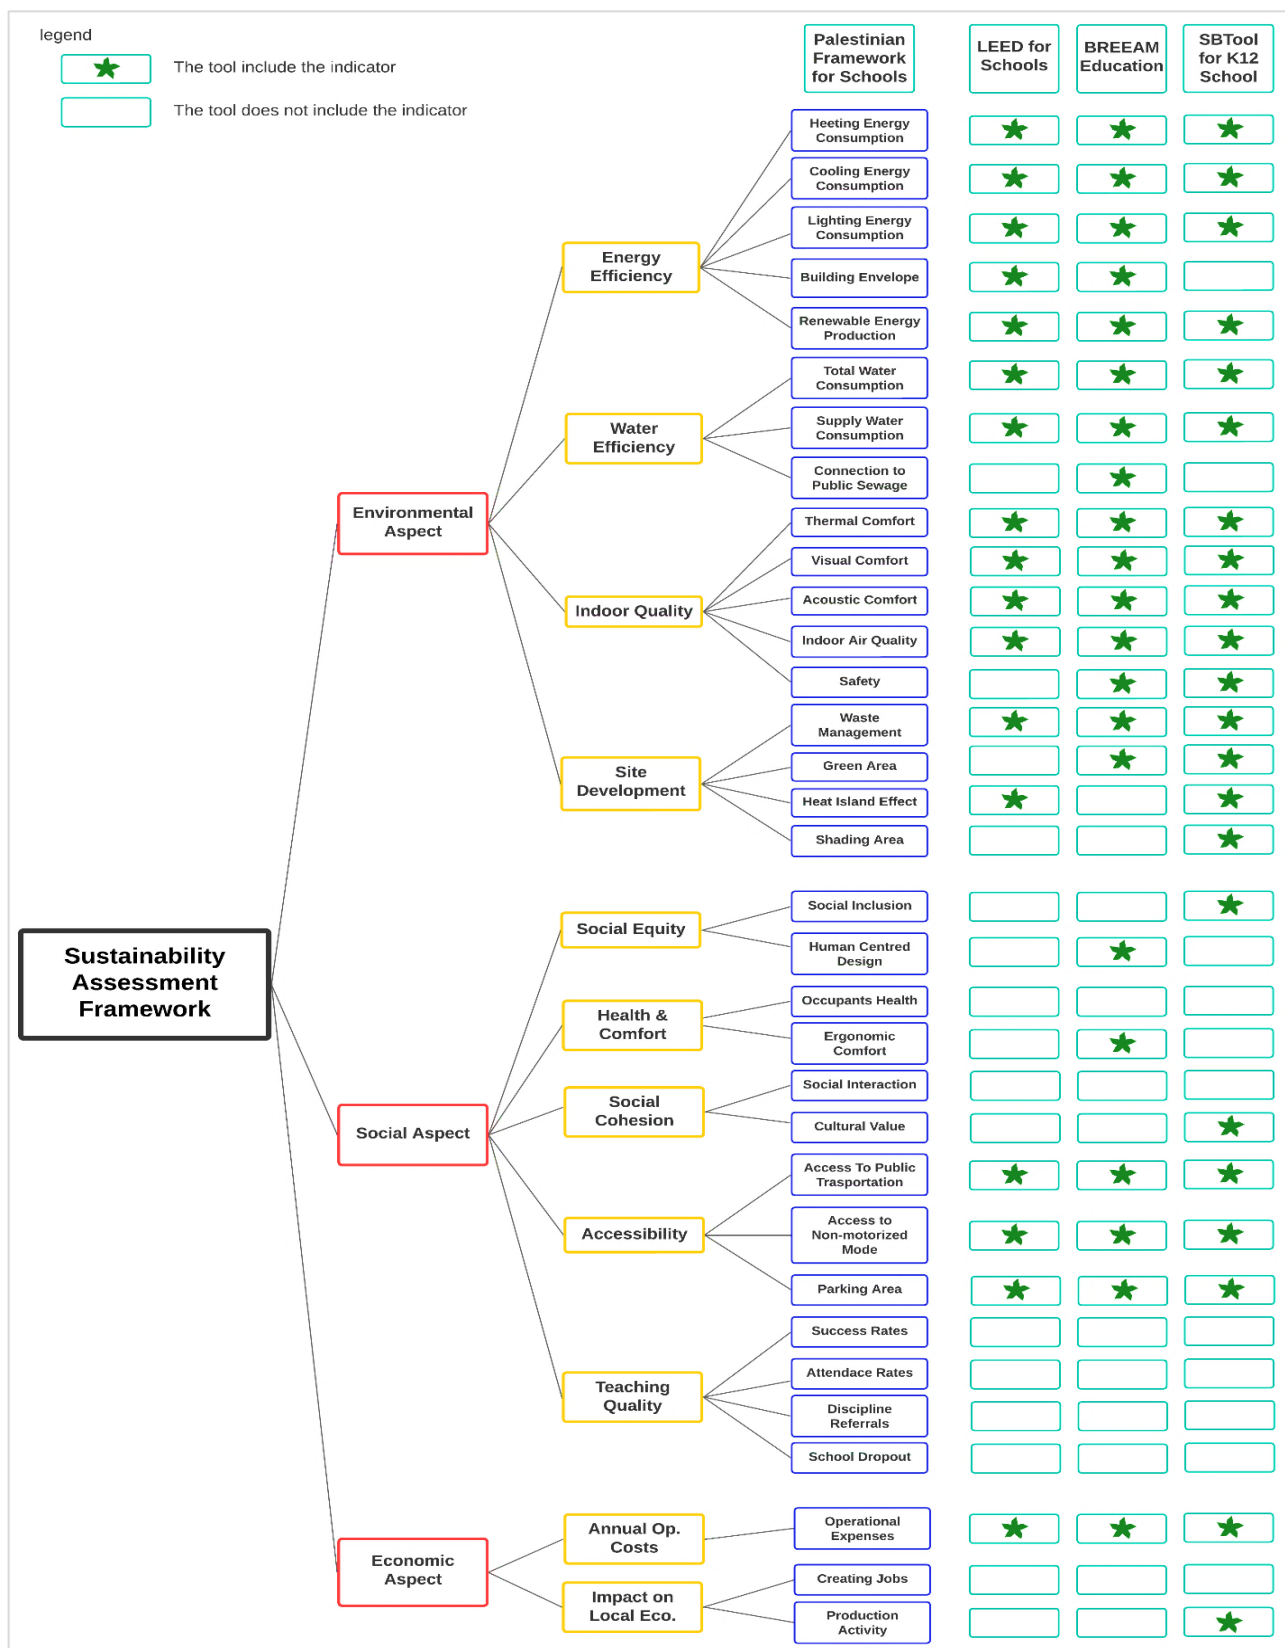 legend
The tool include the indicator
The tool does not include the indicator
Palestinian
Framework
for Schools
LEED for
Schools
BREEAM
Education
SBTool
for K12
School
Heeting Energy
Consumption
Cooling Energy
Consumption
Lighting Energy
Consumption
Energy
Efficiency
Building Envelope
Renewable Energy
Production
Total Water
Consumption
Water
Efficiency
Supply Water
Consumption
Connection to
Public Sewage
Environmental
Aspect
Thermal Comfort
Visual Comfort
Indoor Quality
Acoustic Comfort
Indoor Air Quality
Safety
Waste
Management
Site
Development
Green Area
Heat Island Effect
Shading Area
Sustainability
Assessment
Framework
Social Equity
Social Inclusion
Human Centred
Design
Health &
Comfort
Occupants Health
Ergonomic
Comfort
Social Aspect
Social
Cohesion
Social Interaction
Cultural Value
Accessibility
Access To Public
Trasportation
Access to
Non-motorized
Mode
Parking Area
Teaching
Quality
Success Rates
Attendace Rates
Discipline
Referrals
School Dropout
Economic
Aspect
Annual Op.
Costs
Operational
Expenses
Impact on
Local Eco.
Creating Jobs
Production
Activity